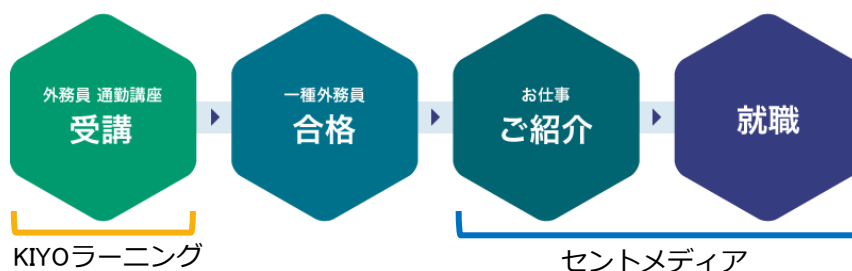 外務員 通勤講座
受講
一種外務員
合格
お仕事
ご紹介
就職
KIYOラーニング
セントメディア